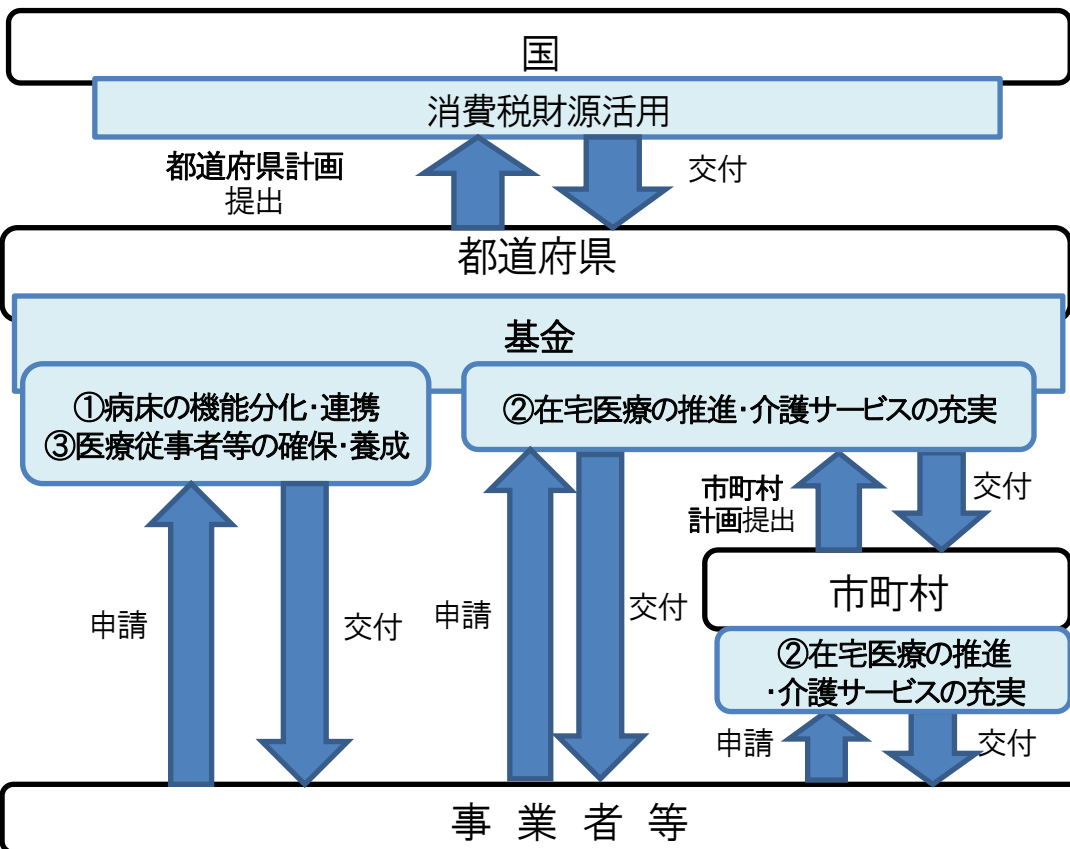 国
消費税財源活用
都道府県計画
提出
交付
都道府県
基金
①病床の機能分化・連携
③医療従事者等の確保・養成
②在宅医療の推進・介護サービスの充実
市町村
計画提出
交付
市町村
申請
交付
申請
交付
②在宅医療の推進
・介護サービスの充実
申請
交付
事 業 者 等